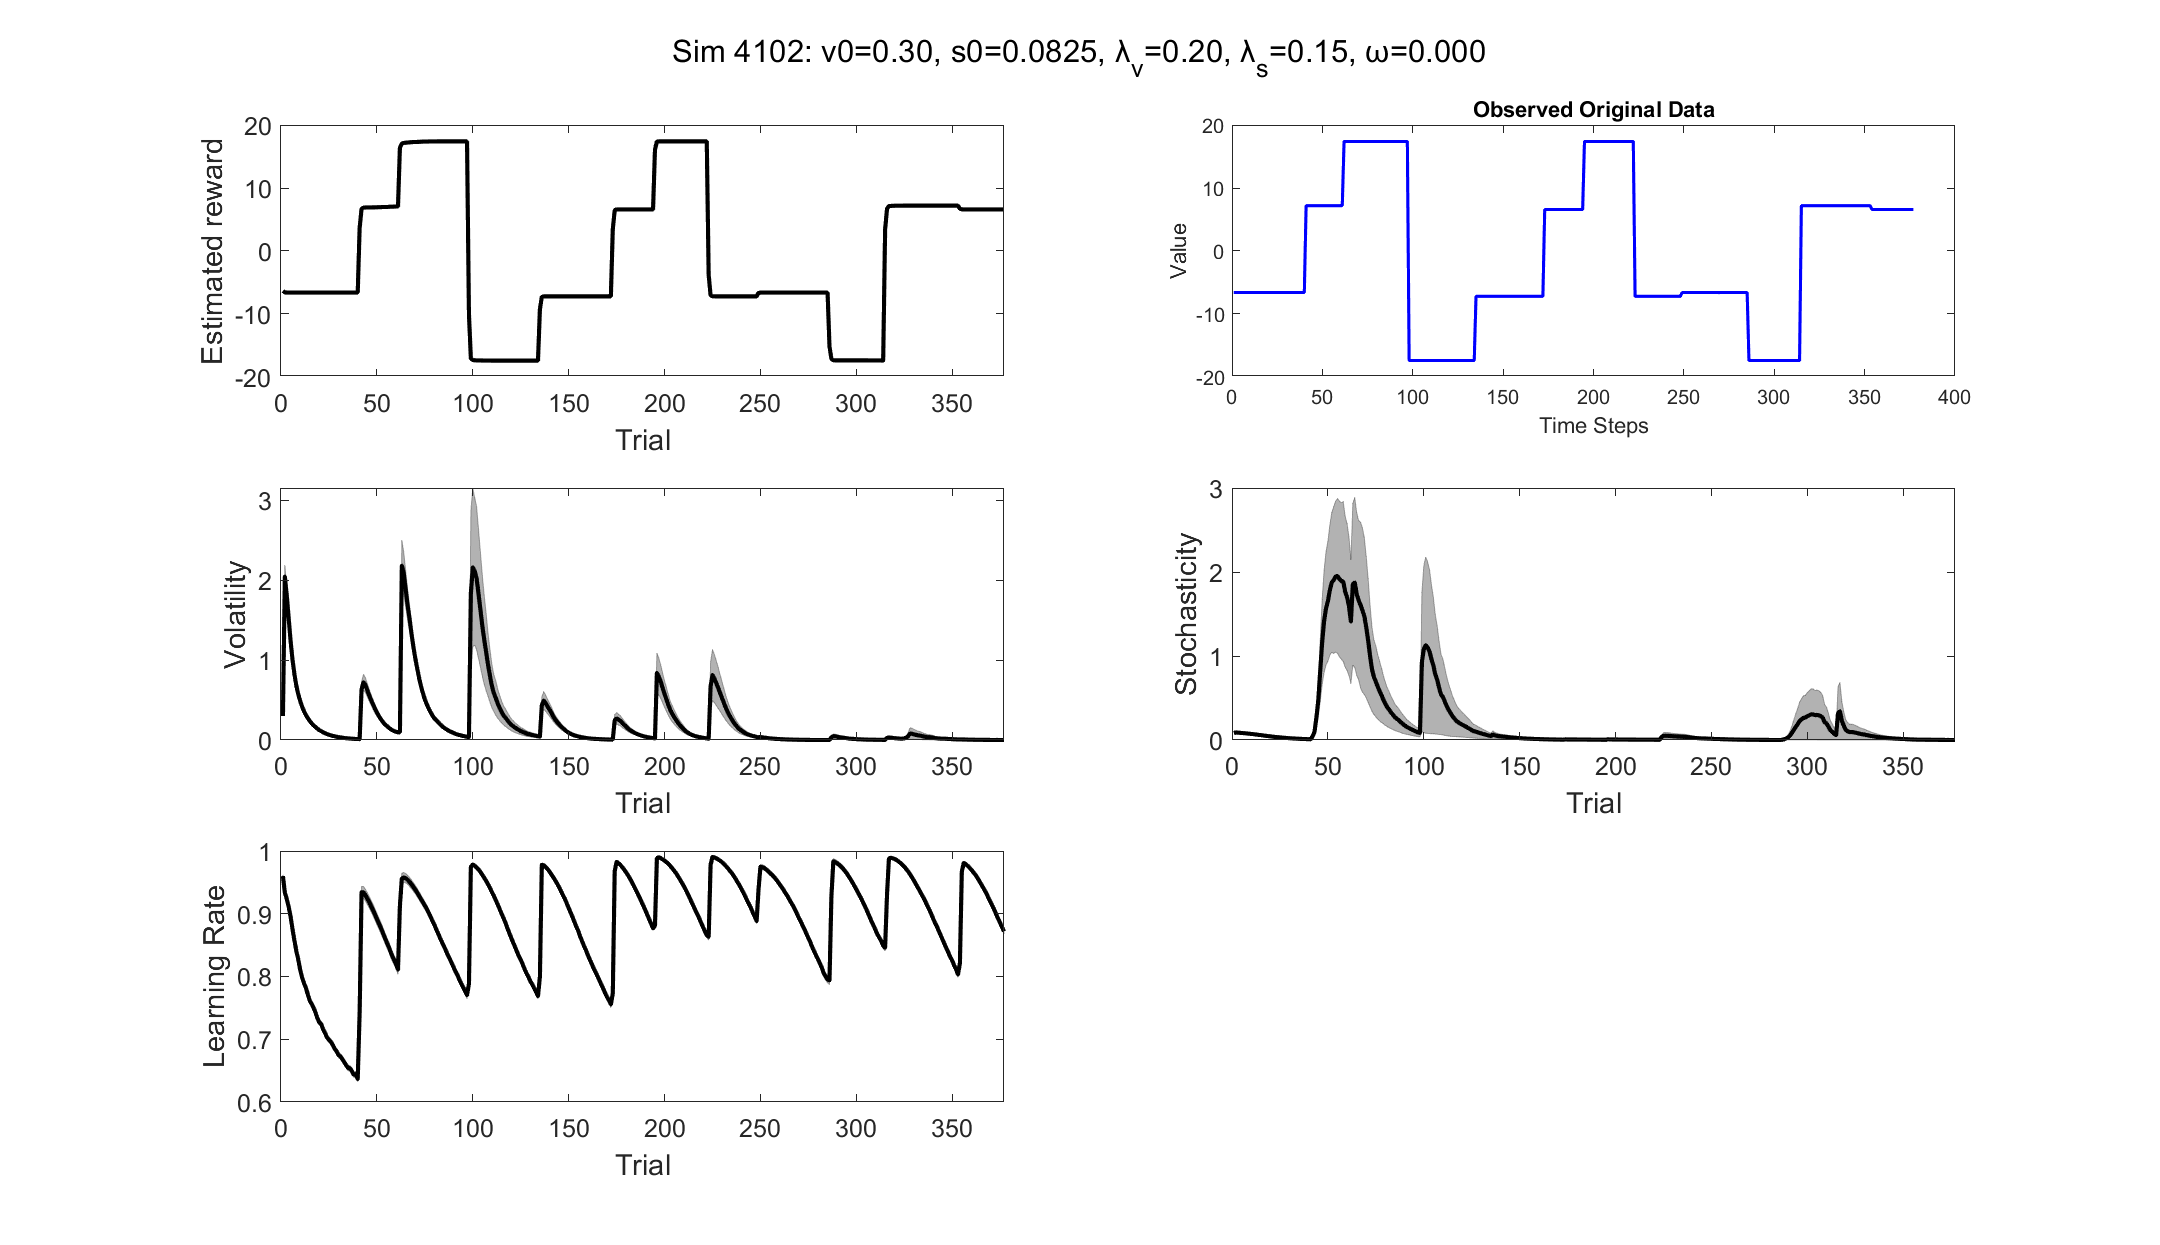 Sim 4102: v0=0.30, s0=0.0825, λv=0.20, λs=0.15, ω=0.000
20
10
0
-10
-20
Estimated reward
0 50 100 150 200 250 300 350
Trial
Observed Original Data
20
10
0
-10
-20
Value
0 50 100 150 200 250 300 350 400
Time Steps
3
2
1
0
Volatility
0 50 100 150 200 250 300 350
Trial
3
2
1
0
Stochasticity
0 50 100 150 200 250 300 350
Trial
1
0.9
0.8
0.7
0.6
Learning Rate
0 50 100 150 200 250 300 350
Trial